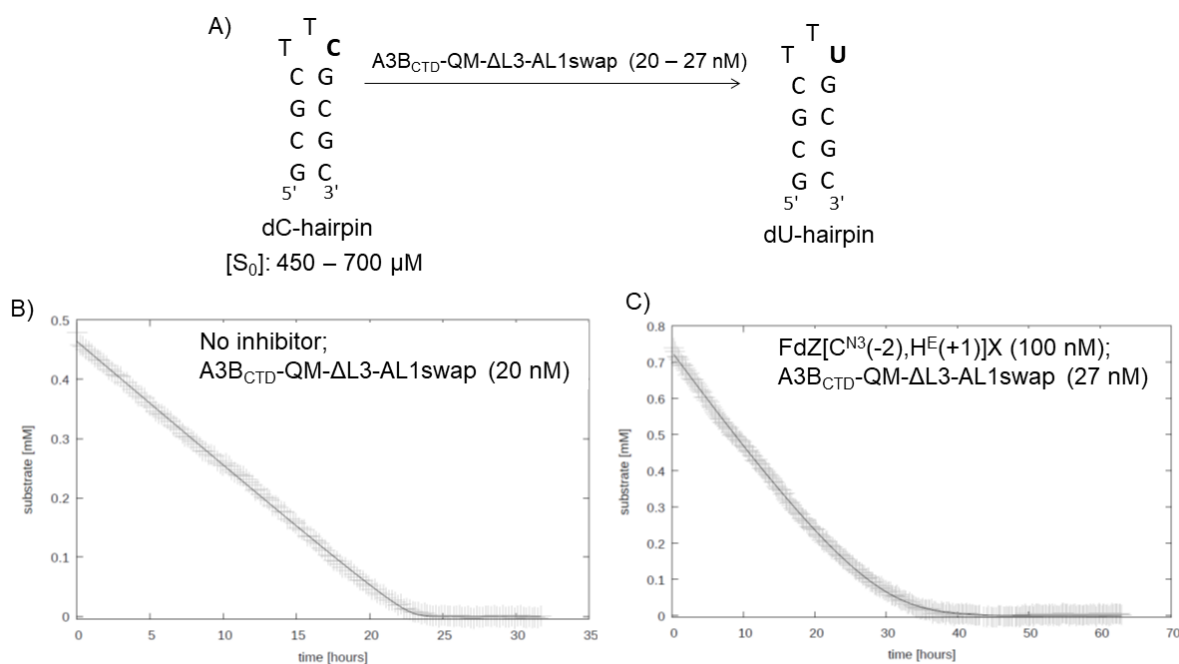 A)
T
T C
C G
G C
C G
G C
5' 3'
dC-hairpin
[S₀]: 450 – 700 µM
A3B_CTD-QM-ΔL3-AL1swap (20 – 27 nM)
T
T U
C G
G C
C G
G C
5' 3'
dU-hairpin
B)
No inhibitor;
A3B_CTD-QM-ΔL3-AL1swap (20 nM)
substrate [mM]
0.5
0.4
0.3
0.2
0.1
0
0 5 10 15 20 25 30 35
time [hours]
C)
FdZ[C^N3(-2),H^E(+1)]X (100 nM);
A3B_CTD-QM-ΔL3-AL1swap (27 nM)
substrate [mM]
0.8
0.7
0.6
0.5
0.4
0.3
0.2
0.1
0
0 10 20 30 40 50 60 70
time [hours]